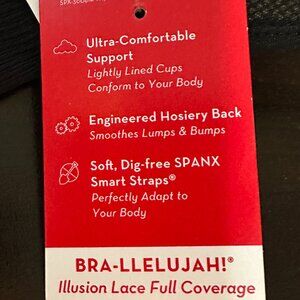 Ultra-Comfortable
Support
Lightly Lined Cups
Conform to Your Body
Engineered Hosiery Back
Smoothes Lumps & Bumps
Soft, Dig-free SPANX
Smart Straps®
Perfectly Adapt to
Your Body
BRA-LLELUJAH!®
Illusion Lace Full Coverage